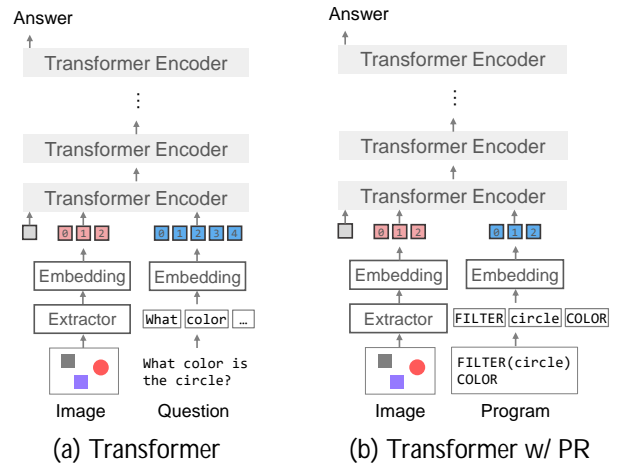 Answer
Transformer Encoder
⋮
Transformer Encoder
Transformer Encoder
0 1 2 0 1 2 3 4
Embedding Embedding
Extractor What color …
What color is
the circle?
Image Question
(a) Transformer
Answer
Transformer Encoder
⋮
Transformer Encoder
Transformer Encoder
0 1 2 0 1 2
Embedding Embedding
Extractor FILTER circle COLOR
FILTER(circle)
COLOR
Image Program
(b) Transformer w/ PR